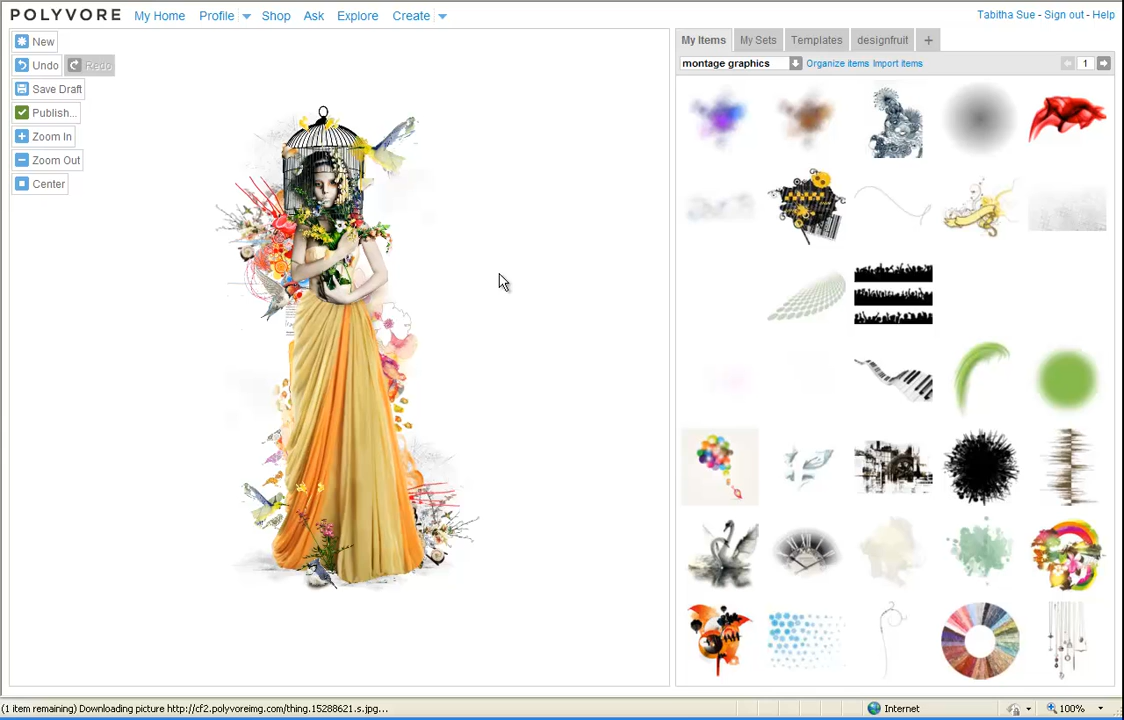 POLYVORE My Home Profile Shop Ask Explore Create Tabitha Sue - Sign out - Help
New
Undo Redo
Save Draft
Publish...
Zoom In
Zoom Out
Center
My Items My Sets Templates designfruit +
montage graphics Organize items Import items 1
(1 item remaining) Downloading picture http://cf2.polyvoreimg.com/thing.15288621.s.jpg... Internet 100%